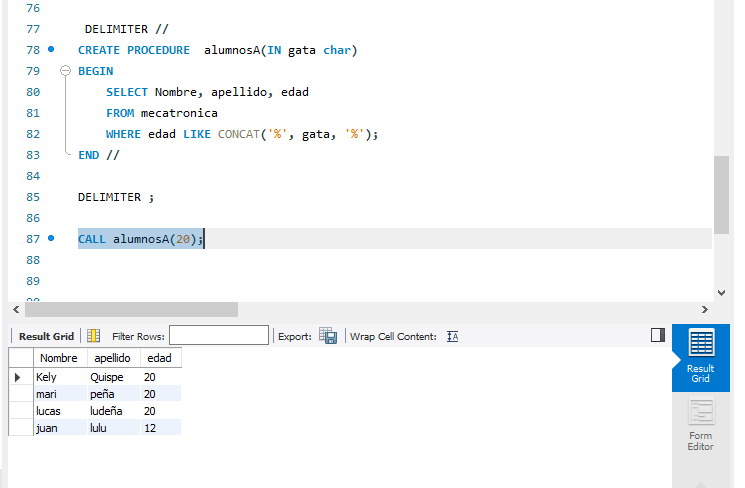 76
77 DELIMITER //
78 CREATE PROCEDURE alumnosA(IN gata char)
79 BEGIN
80 SELECT Nombre, apellido, edad
81 FROM mecatronica
82 WHERE edad LIKE CONCAT('%', gata, '%');
83 END //
84
85 DELIMITER ;
86
87 CALL alumnosA(20);
88
89
Result Grid Filter Rows: Export: Wrap Cell Content:
Nombre apellido edad
Kely Quispe 20
mari peña 20
lucas ludeña 20
juan lulu 12
Result
Grid
Form
Editor